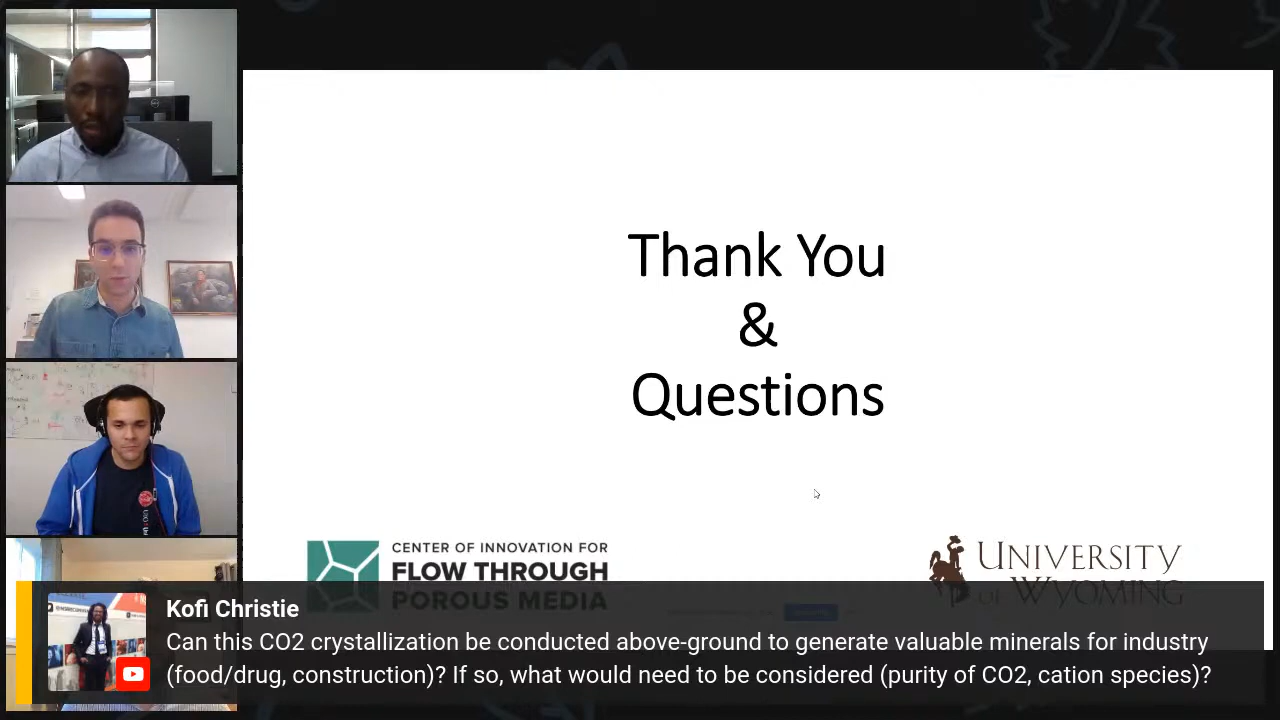 Thank You
&
Questions
CENTER OF INNOVATION FOR
FLOW THROUGH
POROUS MEDIA
UNIVERSITY
OF WYOMING
Kofi Christie
Can this CO2 crystallization be conducted above-ground to generate valuable minerals for industry
(food/drug, construction)? If so, what would need to be considered (purity of CO2, cation species)?